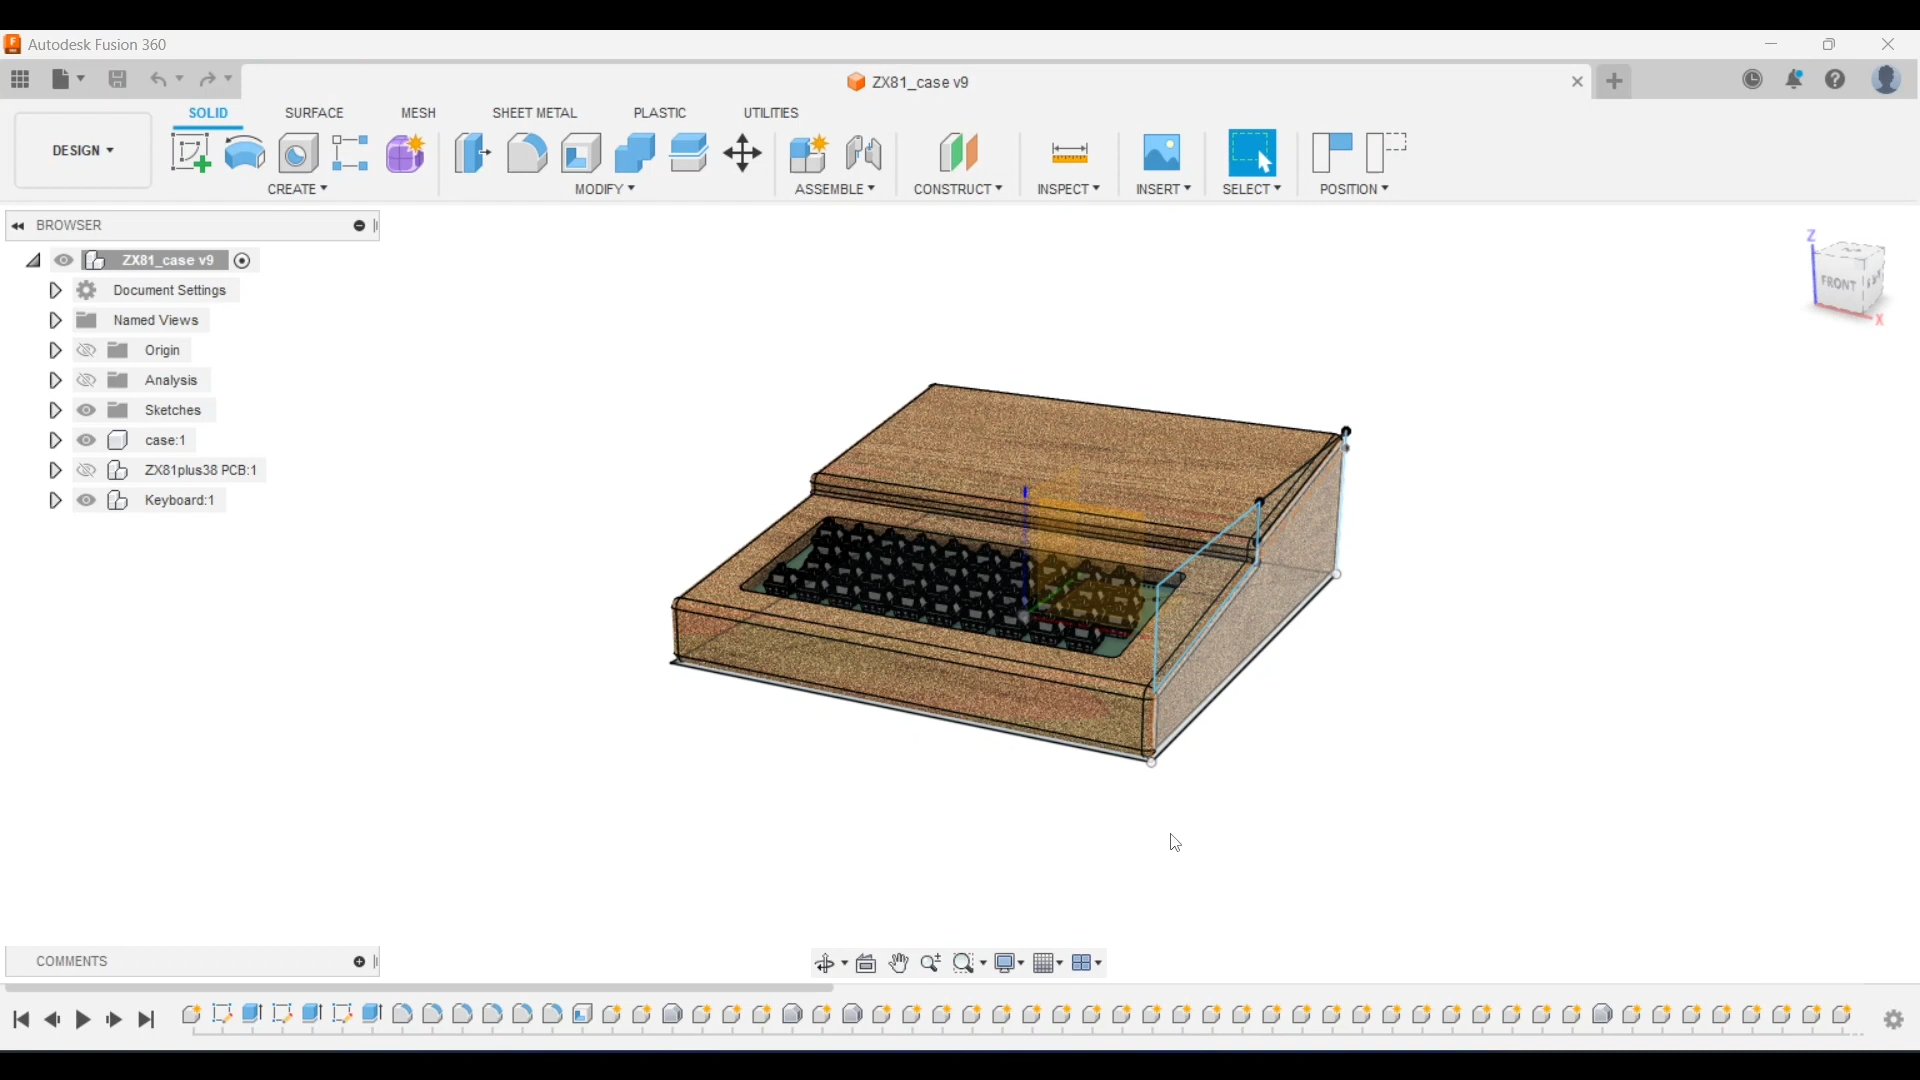 Autodesk Fusion 360
ZX81_case v9
SOLID SURFACE MESH SHEET METAL PLASTIC UTILITIES
DESIGN
CREATE MODIFY ASSEMBLE CONSTRUCT INSPECT INSERT SELECT POSITION
BROWSER
ZX81_case v9
Document Settings
Named Views
Origin
Analysis
Sketches
case:1
ZX81plus38 PCB:1
Keyboard:1
Z
FRONT
X
COMMENTS